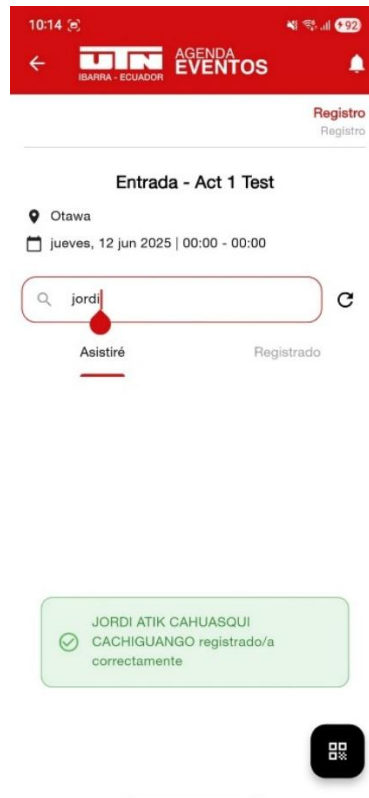 10:14
92
UTN
IBARRA - ECUADOR
AGENDA
EVENTOS
Registro
Registro
Entrada - Act 1 Test
Otawa
jueves, 12 jun 2025 | 00:00 - 00:00
jordi
Asistiré
Registrado
JORDI ATIK CAHUASQUI
CACHIGUANGO registrado/a
correctamente